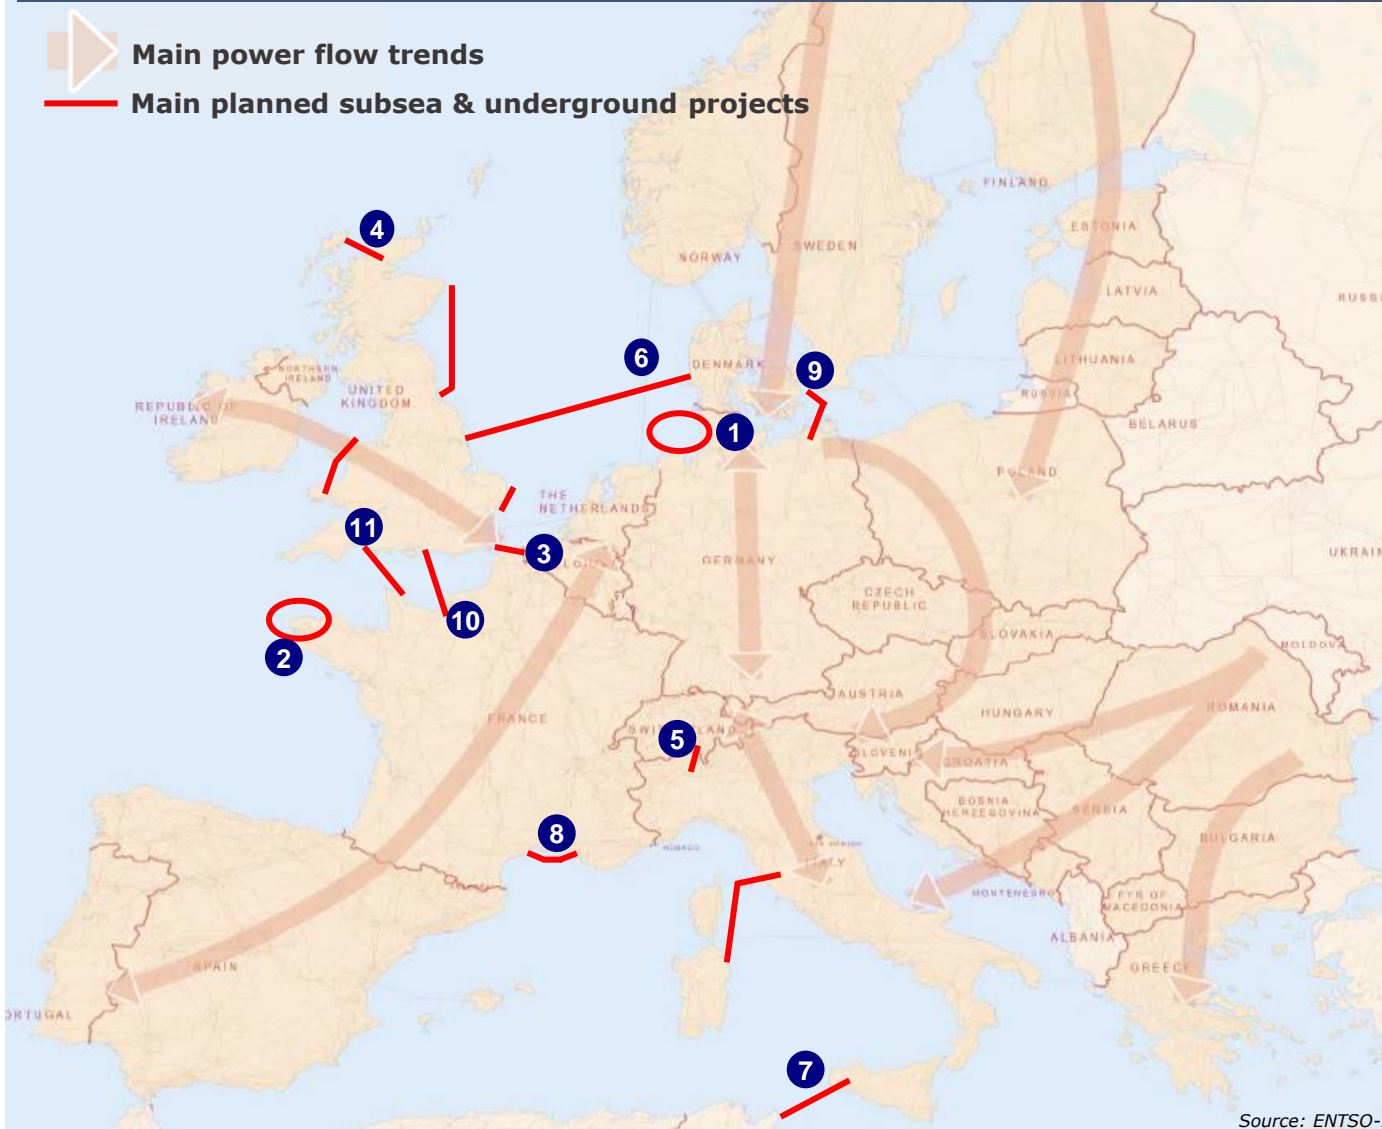 Main power flow trends
Main planned subsea & underground projects
FINLAND
4
ESTONIA
SWEDEN
NORWAY
LATVIA
6
DENMARK
LITHUANIA
9
NORTHERN
IRELAND
UNITED
KINGDOM
RUSSIA
REPUBLIC OF
IRELAND
BELARUS
1
POLAND
THE
NETHERLANDS
11
3
GERMANY
CZECH
REPUBLIC
10
SLOVAKIA
2
MOLDOVA
AUSTRIA
FRANCE
HUNGARY
ROMANIA
5
CROATIA
BOSNIA
HERZEGOVINA
SERBIA
8
BULGARIA
MONACO
ITALY
MONTENEGRO
FYR OF
MACEDONIA
ALBANIA
SPAIN
GREECE
7
Source: ENTSO-